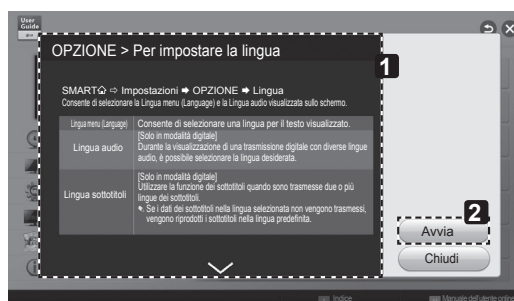 User
Guide
OPZIONE > Per impostare la lingua
1
SMART ⇨ Impostazioni ➡ OPZIONE ➡ Lingua
Consente di selezionare la Lingua menu (Language) e la Lingua audio visualizzata sullo schermo.
Lingua menu (Language) Consente di selezionare una lingua per il testo visualizzato.
Lingua audio
[Solo in modalità digitale]
Durante la visualizzazione di una trasmissione digitale con diverse lingue
audio, è possibile selezionare la lingua desiderata.
Lingua sottotitoli
[Solo in modalità digitale]
Utilizzare la funzione dei sottotitoli quando sono trasmesse due o più
lingue dei sottotitoli.
Se i dati dei sottotitoli nella lingua selezionata non vengono trasmessi,
vengono riprodotti i sottotitoli nella lingua predefinita.
2
Avvia
Chiudi
Indice
Manuale dell'utente online